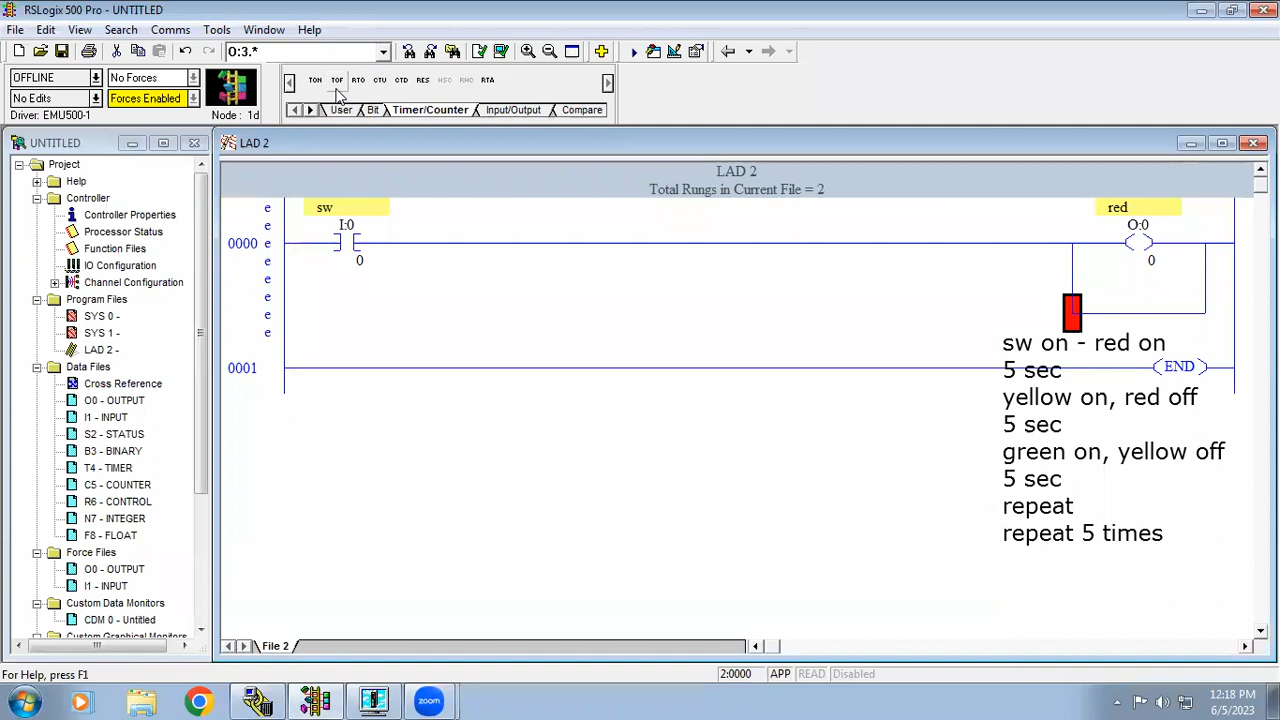 RSLogix 500 Pro - UNTITLED
File Edit View Search Comms Tools Window Help
O:3.*
OFFLINE No Forces
No Edits Forces Enabled
Driver: EMU500-1 Node : 1d
TON TOF RTO CTU CTD RES HSC RHC RTA
User Bit Timer/Counter Input/Output Compare
UNTITLED
Project
Help
Controller
Controller Properties
Processor Status
Function Files
IO Configuration
Channel Configuration
Program Files
SYS 0 -
SYS 1 -
LAD 2 -
Data Files
Cross Reference
O0 - OUTPUT
I1 - INPUT
S2 - STATUS
B3 - BINARY
T4 - TIMER
C5 - COUNTER
R6 - CONTROL
N7 - INTEGER
F8 - FLOAT
Force Files
O0 - OUTPUT
I1 - INPUT
Custom Data Monitors
CDM 0 - Untitled
Custom Graphical Monitors
LAD 2
LAD 2
Total Rungs in Current File = 2
e sw red
e I:0 O:0
0000 e
e 0 0
e
e
e
e
0001 END
sw on - red on
5 sec
yellow on, red off
5 sec
green on, yellow off
5 sec
repeat
repeat 5 times
File 2
For Help, press F1
2:0000 APP READ Disabled
zoom
12:18 PM
6/5/2023